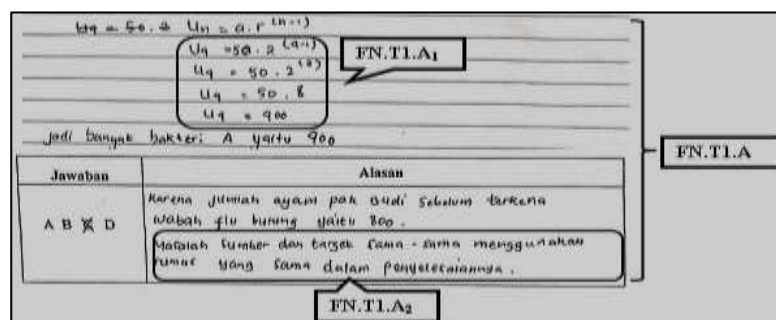 U4 = 50.2 Un = a.r^(n-1)
U4 = 50.2^(4-1)
U4 = 50.2^(3)
U4 = 50.8
U4 = 900
FN.T1.A₁
jadi banyak bakteri A yaitu 900
FN.T1.A
Jawaban
Alasan
A B X D
Karena jumlah ayam pak budi sebelum terkena
wabah flu burung yaitu 800.
Masalah sumber dan target sama-sama menggunakan
rumus yang sama dalam penyelesaiannya.
FN.T1.A₂